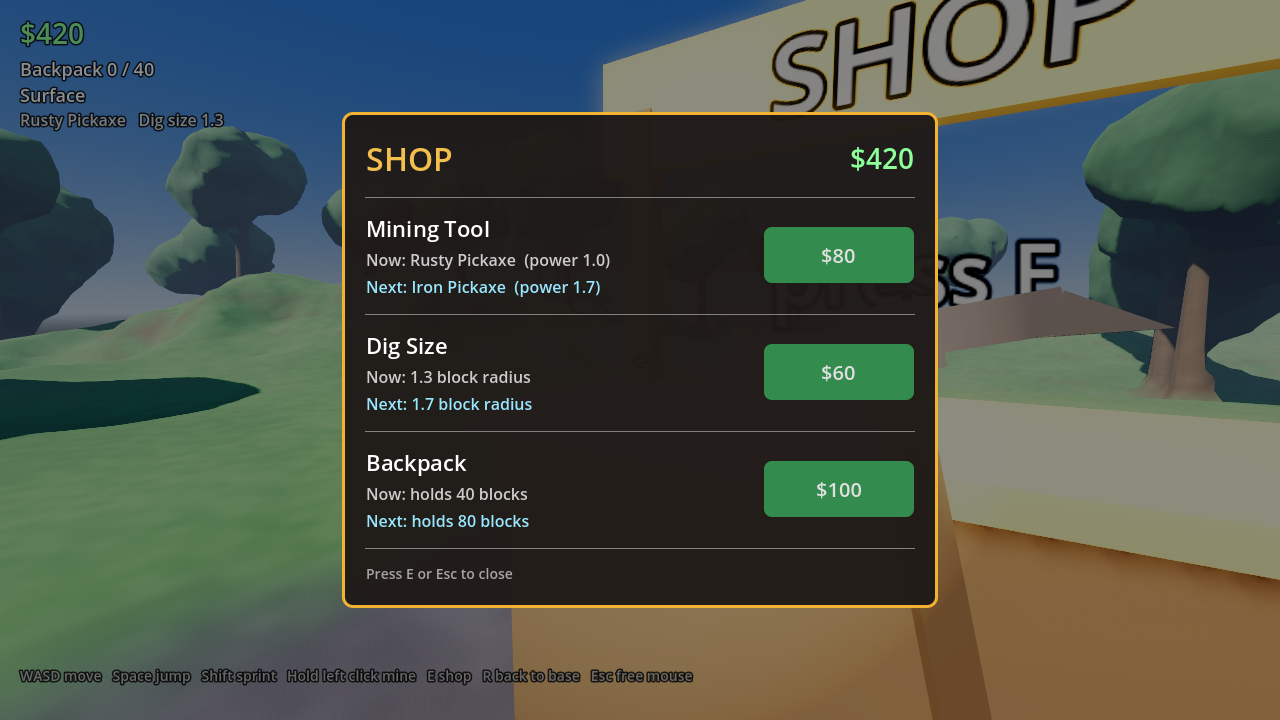 $420
Backpack 0 / 40
Surface
Rusty Pickaxe Dig size 1.3
SHOP
SHOP
$420
Mining Tool
Now: Rusty Pickaxe (power 1.0)
Next: Iron Pickaxe (power 1.7)
$80
press E
Dig Size
Now: 1.3 block radius
Next: 1.7 block radius
$60
Backpack
Now: holds 40 blocks
Next: holds 80 blocks
$100
Press E or Esc to close
WASD move Space jump Shift sprint Hold left click mine E shop R back to base Esc free mouse